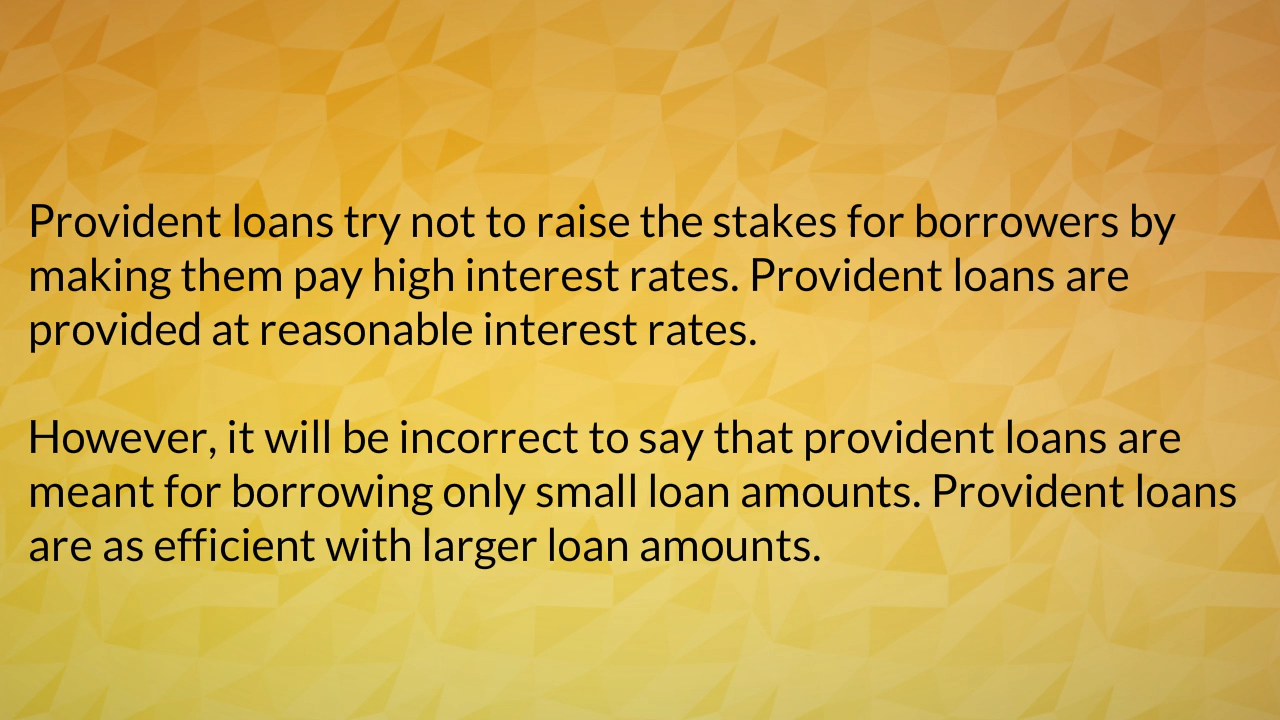 Provident loans try not to raise the stakes for borrowers by
making them pay high interest rates. Provident loans are
provided at reasonable interest rates.
However, it will be incorrect to say that provident loans are
meant for borrowing only small loan amounts. Provident loans
are as efficient with larger loan amounts.